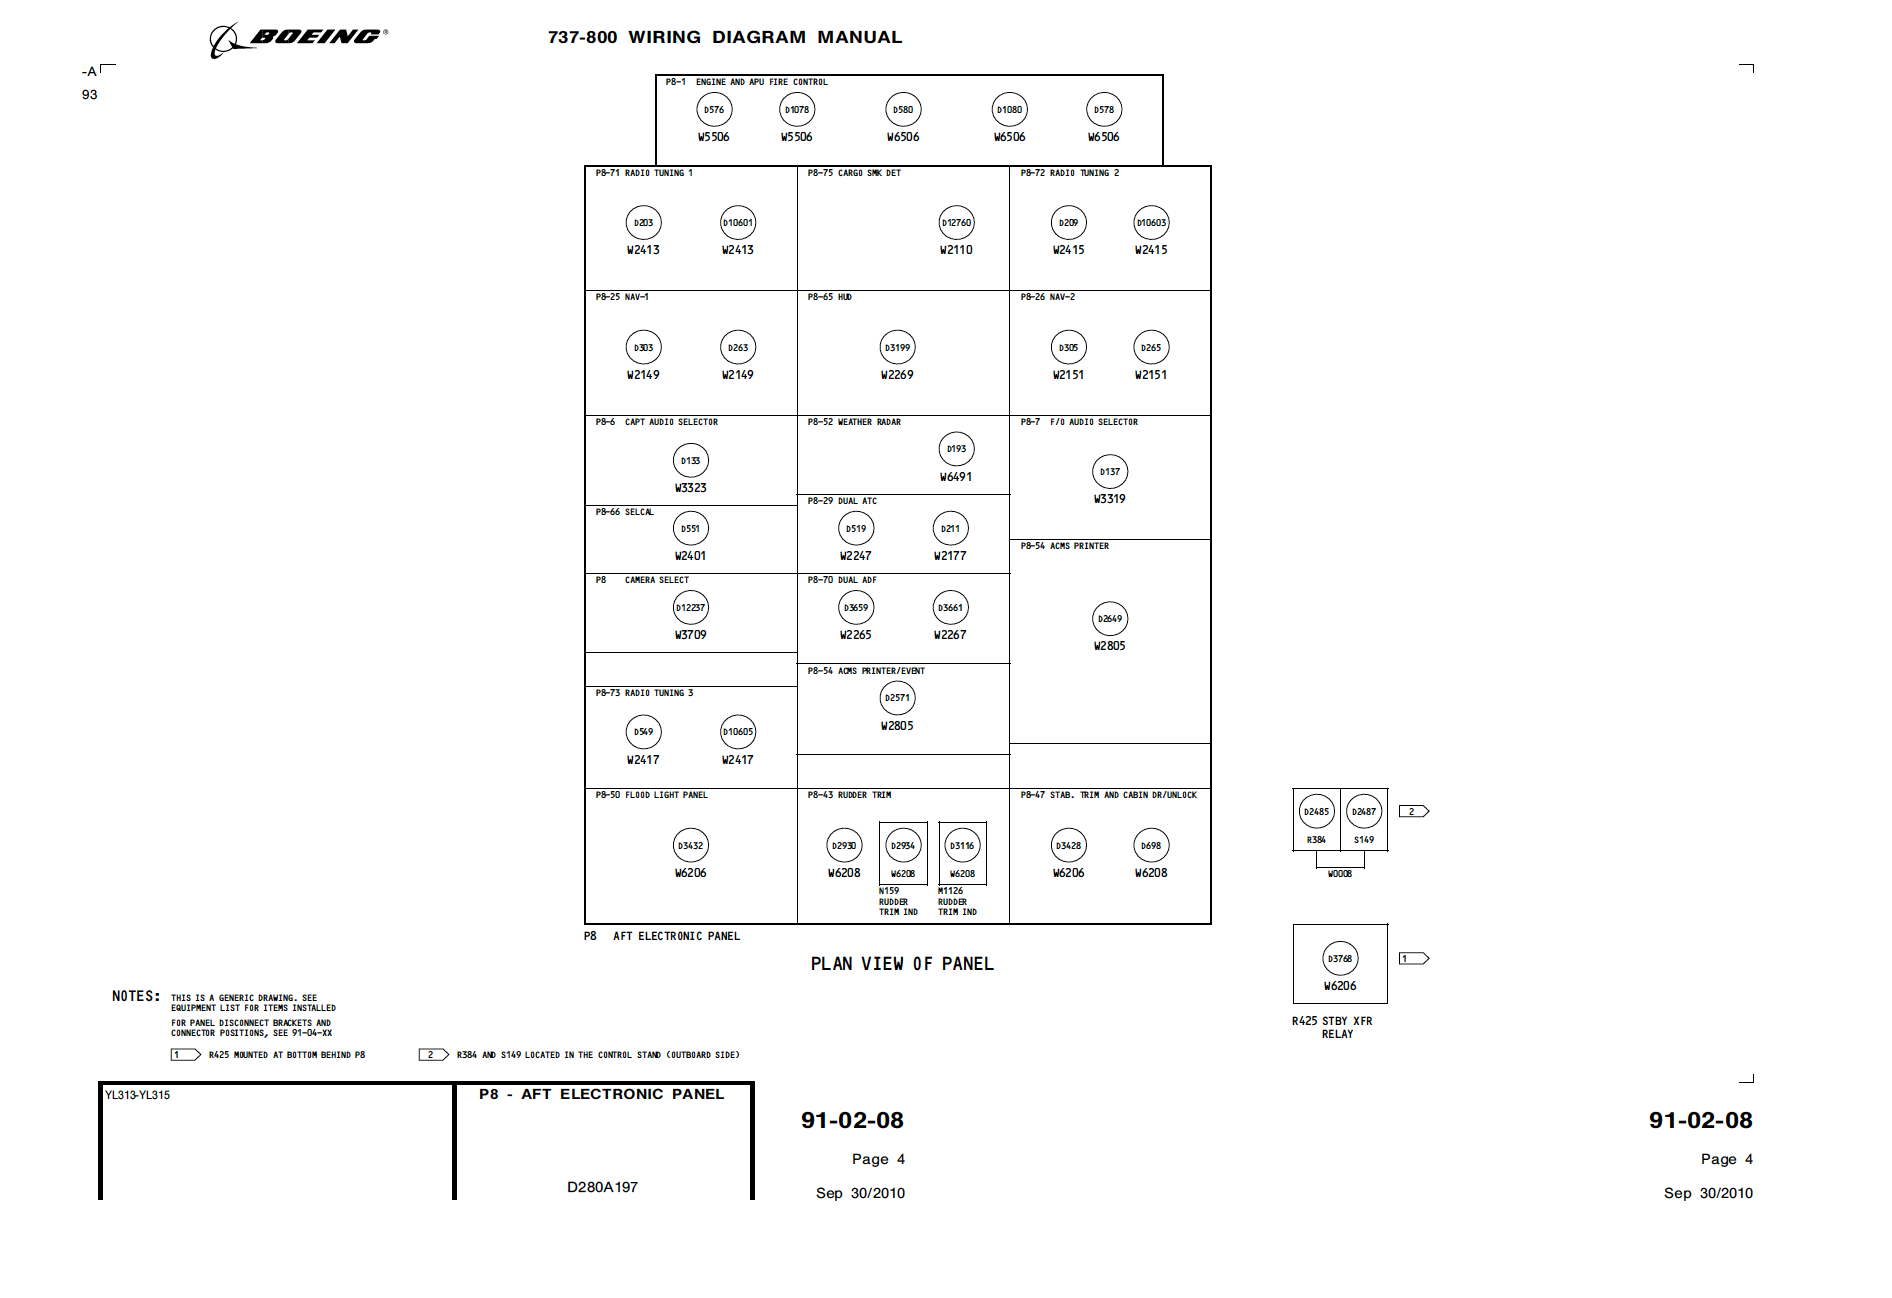 BOEING®
737-800 WIRING DIAGRAM MANUAL
-A
93
P8-1 ENGINE AND APU FIRE CONTROL
D576 D1078 D580 D1080 D578
W5506 W5506 W6506 W6506 W6506
P8-71 RADIO TUNING 1
D203 D10601
W2413 W2413
P8-75 CARGO SMK DET
D12760
W2110
P8-72 RADIO TUNING 2
D209 D10603
W2415 W2415
P8-25 NAV-1
D303 D263
W2149 W2149
P8-65 HUD
D3199
W2269
P8-26 NAV-2
D305 D265
W2151 W2151
P8-6 CAPT AUDIO SELECTOR
D133
W3323
P8-52 WEATHER RADAR
D193
W6491
P8-7 F/O AUDIO SELECTOR
D137
W3319
P8-66 SELCAL
D551
W2401
P8-29 DUAL ATC
D519 D211
W2247 W2177
P8-54 ACMS PRINTER
D2649
W2805
P8 CAMERA SELECT
D12237
W3709
P8-70 DUAL ADF
D3659 D3661
W2265 W2267
P8-54 ACMS PRINTER/EVENT
D2571
W2805
P8-73 RADIO TUNING 3
D549 D10605
W2417 W2417
P8-50 FLOOD LIGHT PANEL
D3432
W6206
P8-43 RUDDER TRIM
D2930 D2934 D3116
W6208 W6208 W6208
N159 RUDDER TRIM IND
M1126 RUDDER TRIM IND
P8-47 STAB. TRIM AND CABIN DR/UNLOCK
D3428 D698
W6206 W6208
D2485 D2487 2
R384 S149
W0008
P8 AFT ELECTRONIC PANEL
PLAN VIEW OF PANEL
D3768 1
W6206
R425 STBY XFR
RELAY
NOTES: THIS IS A GENERIC DRAWING. SEE
EQUIPMENT LIST FOR ITEMS INSTALLED
FOR PANEL DISCONNECT BRACKETS AND
CONNECTOR POSITIONS, SEE 91-04-XX
1 R425 MOUNTED AT BOTTOM BEHIND P8
2 R384 AND S149 LOCATED IN THE CONTROL STAND (OUTBOARD SIDE)
YL313-YL315
P8 - AFT ELECTRONIC PANEL
D280A197
91-02-08
Page 4
Sep 30/2010
91-02-08
Page 4
Sep 30/2010